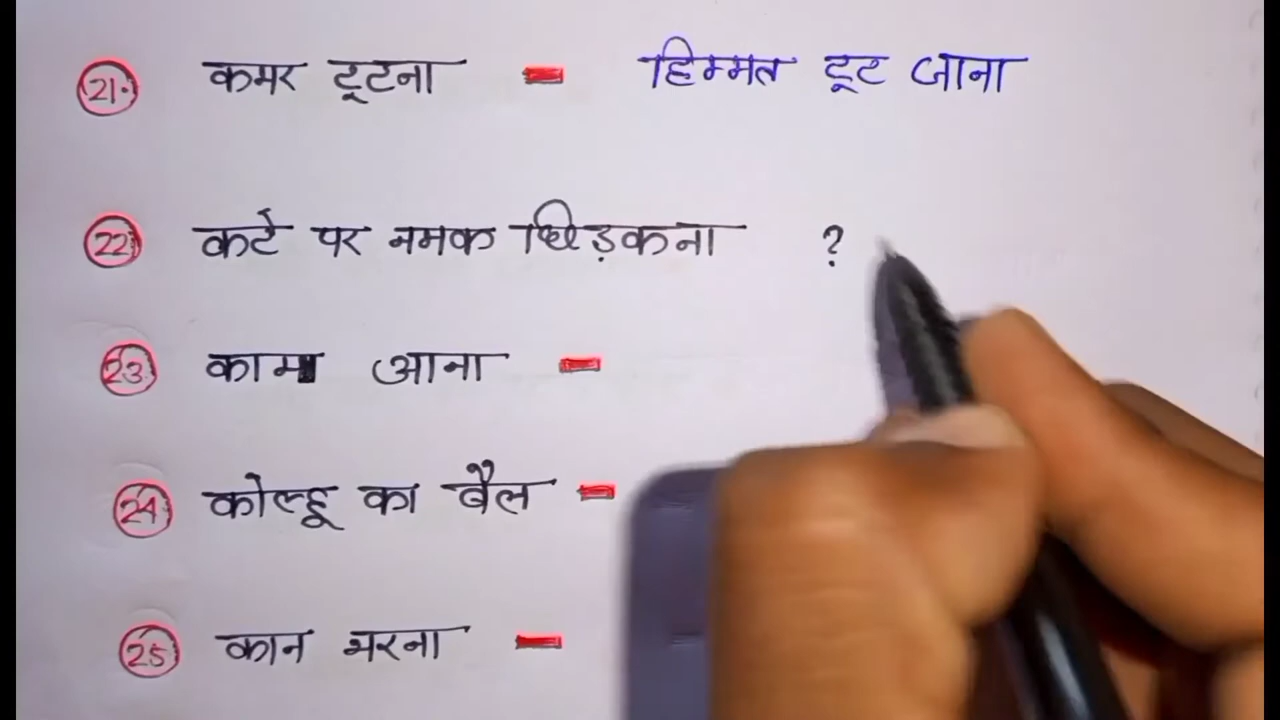 21. कमर टूटना - हिम्मत टूट जाना
22 कटे पर नमक छिड़कना ?
23 काम आना -
24 कोल्हू का बैल -
25 कान भरना -